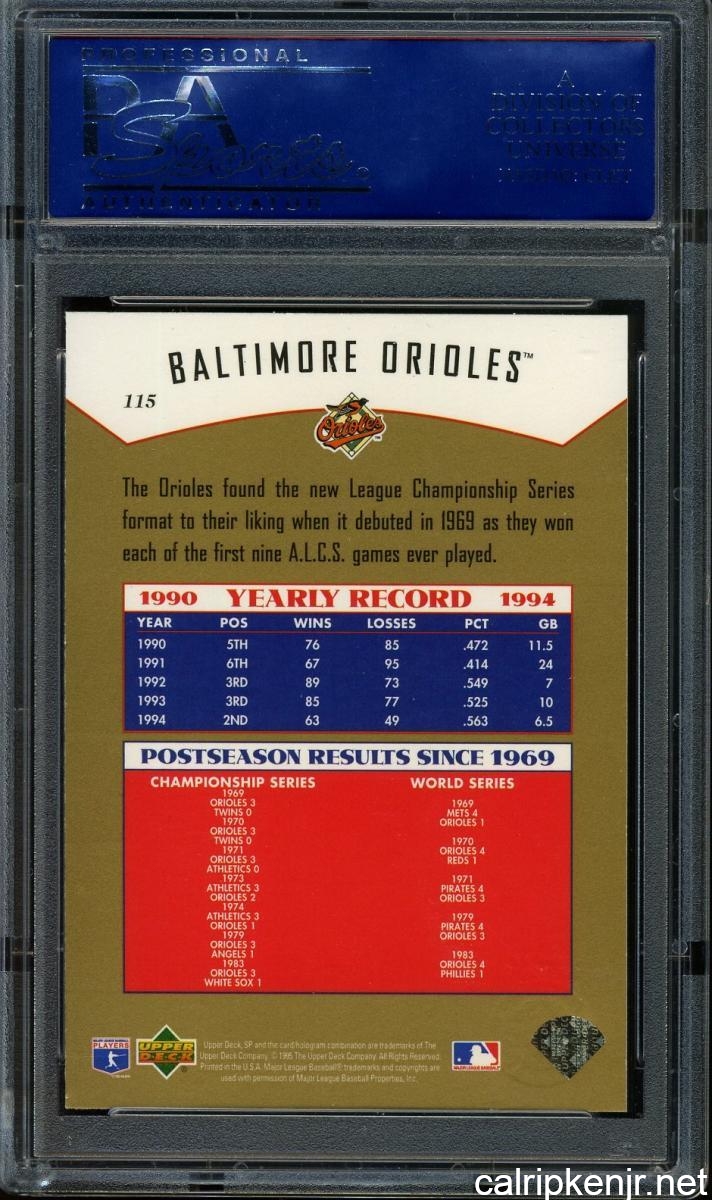 PROFESSIONAL
PSA
Sports.
AUTHENTICATOR
A
DIVISION OF
COLLECTORS
UNIVERSE
NASDAQ: CLCT
BALTIMORE ORIOLES™
115
Orioles
The Orioles found the new League Championship Series
format to their liking when it debuted in 1969 as they won
each of the first nine A.L.C.S. games ever played.
1990 YEARLY RECORD 1994
YEAR POS WINS LOSSES PCT GB
1990 5TH 76 85 .472 11.5
1991 6TH 67 95 .414 24
1992 3RD 89 73 .549 7
1993 3RD 85 77 .525 10
1994 2ND 63 49 .563 6.5
POSTSEASON RESULTS SINCE 1969
CHAMPIONSHIP SERIES
1969
ORIOLES 3
TWINS 0
1970
ORIOLES 3
TWINS 0
1971
ORIOLES 3
ATHLETICS 0
1973
ATHLETICS 3
ORIOLES 2
1974
ATHLETICS 3
ORIOLES 1
1979
ORIOLES 3
ANGELS 1
1983
ORIOLES 3
WHITE SOX 1
WORLD SERIES
1969
METS 4
ORIOLES 1
1970
ORIOLES 4
REDS 1
1971
PIRATES 4
ORIOLES 3
1979
PIRATES 4
ORIOLES 3
1983
ORIOLES 4
PHILLIES 1
PLAYERS
UPPER
DECK
Upper Deck, SP and the card/hologram combination are trademarks of The
Upper Deck Company. © 1995 The Upper Deck Company. All Rights Reserved.
Printed in the U.S.A. Major League Baseball® trademarks and copyrights are
used with permission of Major League Baseball Properties, Inc.
MAJOR LEAGUE BASEBALL
calripkenjr.net